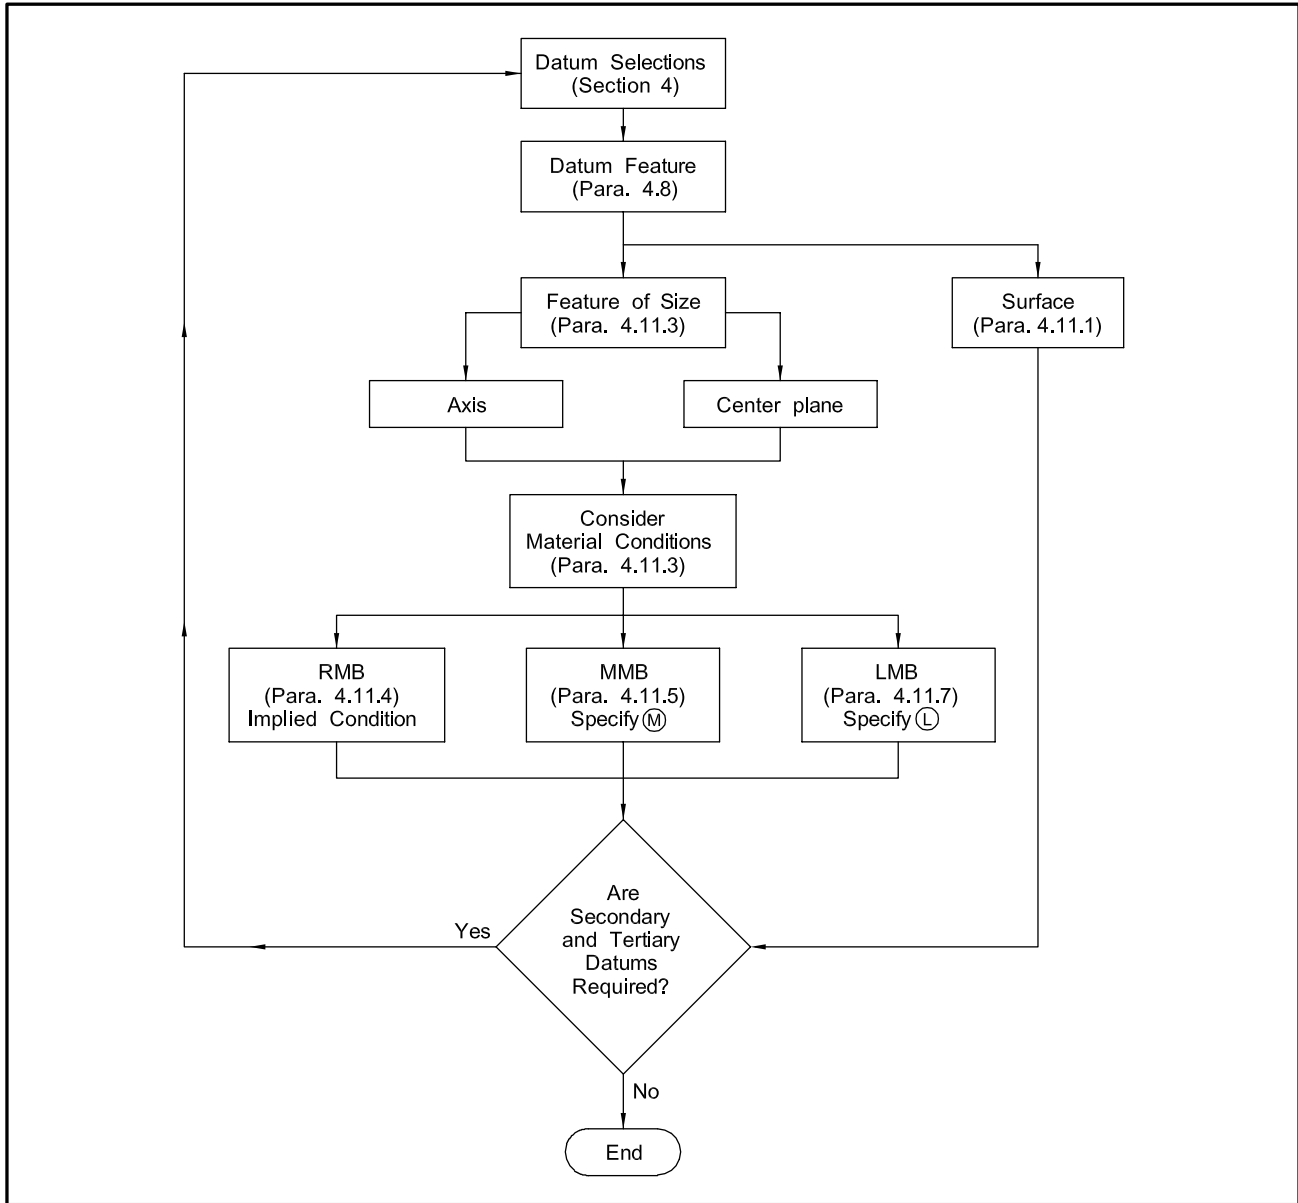 Datum Selections
(Section 4)
Datum Feature
(Para. 4.8)
Feature of Size
(Para. 4.11.3)
Surface
(Para. 4.11.1)
Axis
Center plane
Consider
Material Conditions
(Para. 4.11.3)
RMB
(Para. 4.11.4)
Implied Condition
MMB
(Para. 4.11.5)
Specify Ⓜ
LMB
(Para. 4.11.7)
Specify Ⓛ
Are
Secondary
and Tertiary
Datums
Required?
Yes
No
End